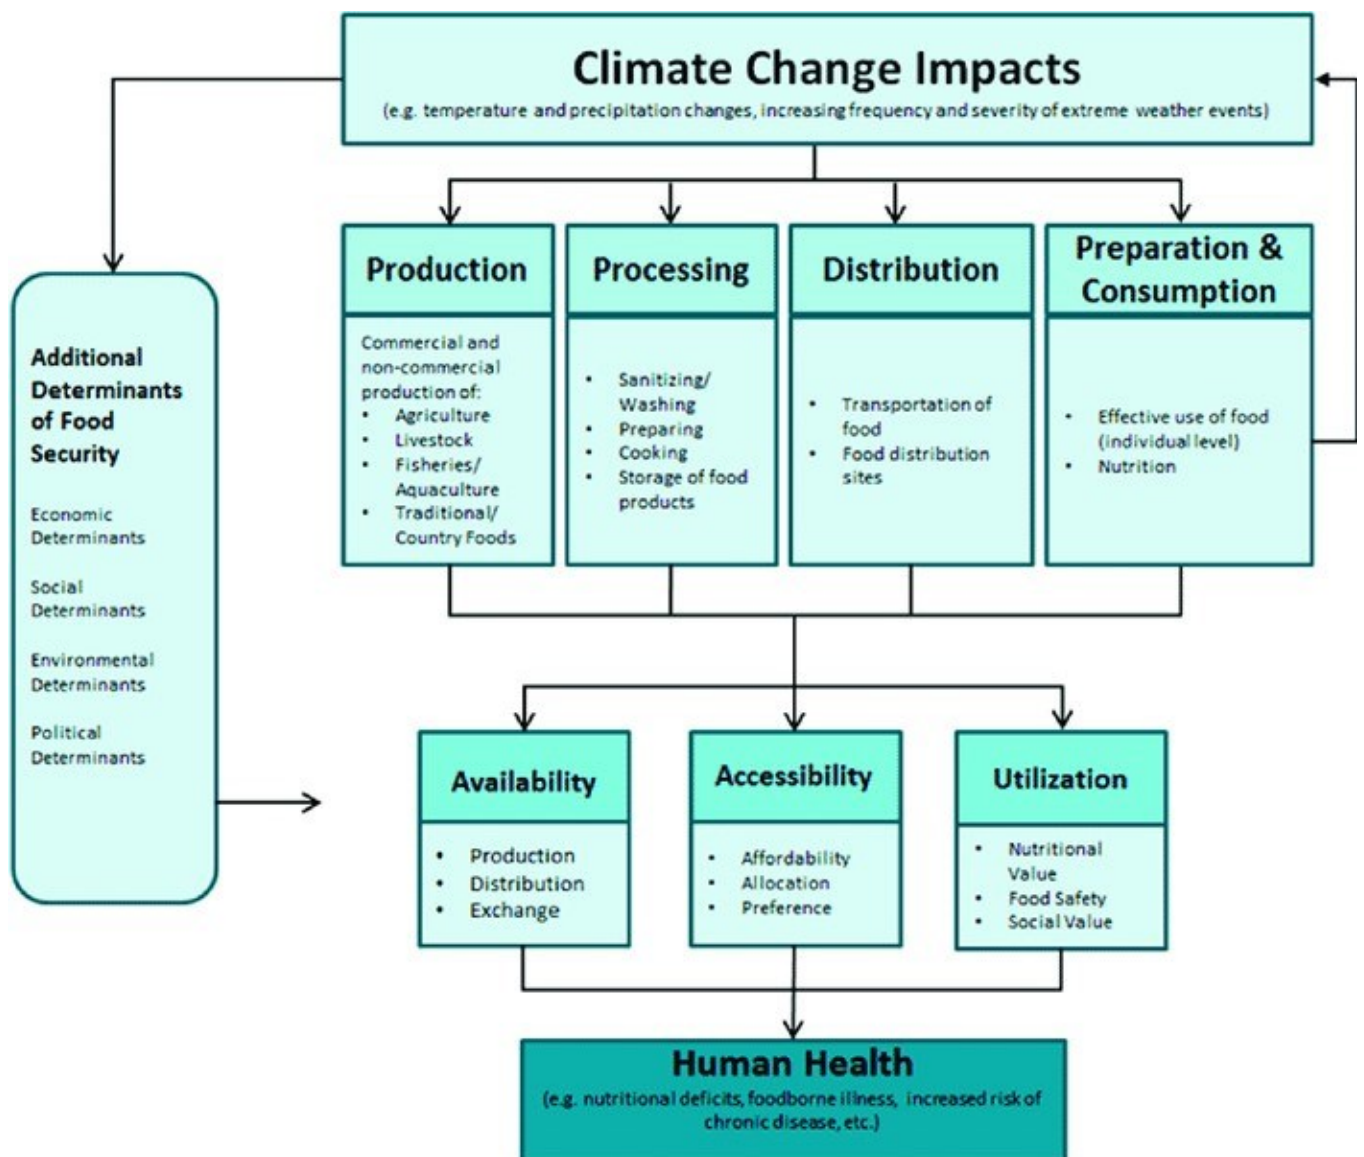 Climate Change Impacts
(e.g. temperature and precipitation changes, increasing frequency and severity of extreme weather events)
Production
Commercial and
non-commercial
production of:
• Agriculture
• Livestock
• Fisheries/
Aquaculture
• Traditional/
Country Foods
Processing
• Sanitizing/
Washing
• Preparing
• Cooking
• Storage of food
products
Distribution
• Transportation of
food
• Food distribution
sites
Preparation &
Consumption
• Effective use of food
(individual level)
• Nutrition
Additional
Determinants
of Food
Security
Economic
Determinants
Social
Determinants
Environmental
Determinants
Political
Determinants
Availability
• Production
• Distribution
• Exchange
Accessibility
• Affordability
• Allocation
• Preference
Utilization
• Nutritional
Value
• Food Safety
• Social Value
Human Health
(e.g. nutritional deficits, foodborne illness, increased risk of
chronic disease, etc.)